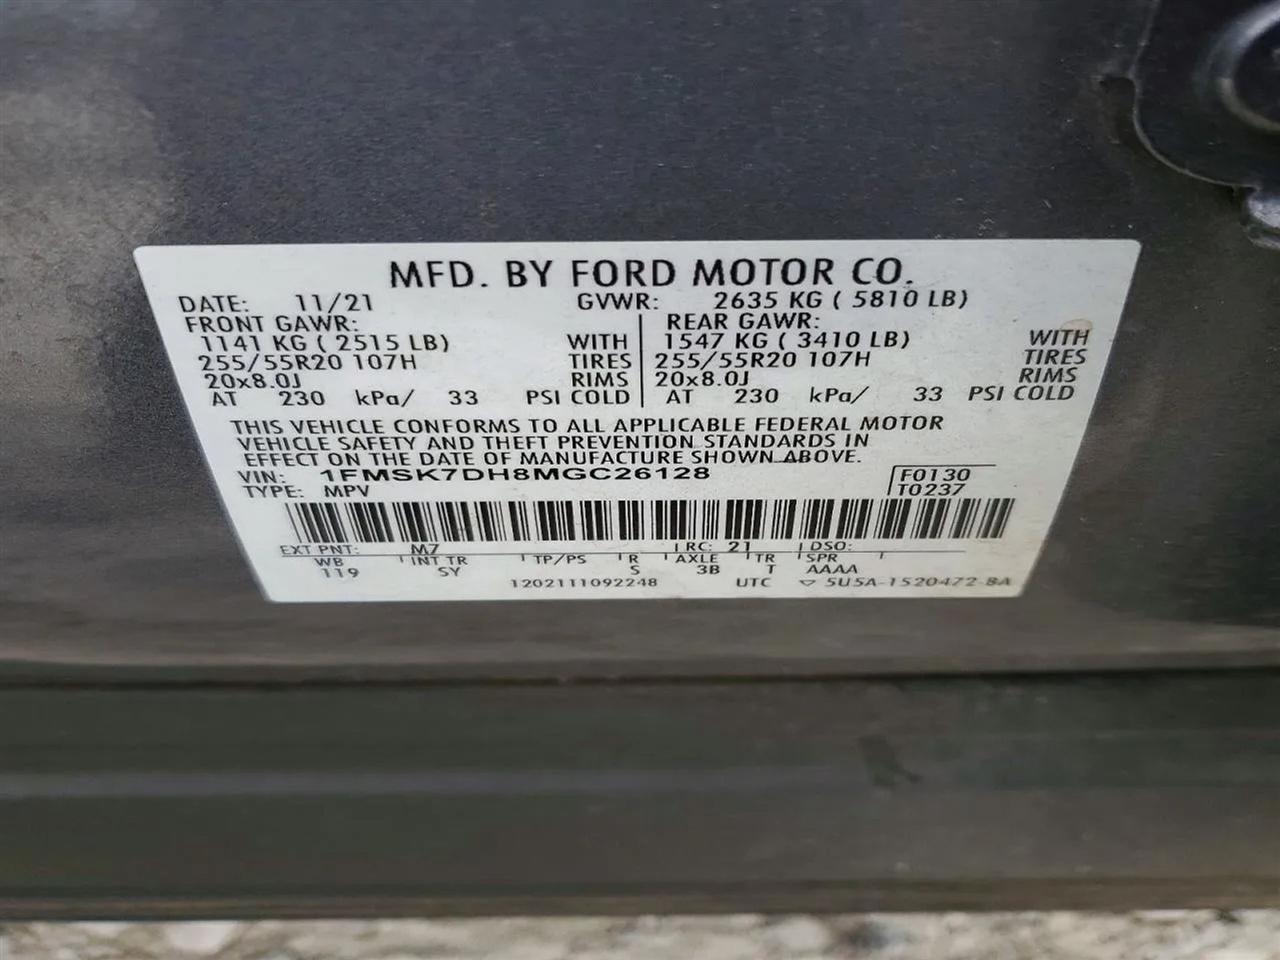 MFD. BY FORD MOTOR CO.
DATE: 11/21 GVWR: 2635 KG ( 5810 LB)
FRONT GAWR: REAR GAWR:
1141 KG ( 2515 LB) WITH 1547 KG ( 3410 LB) WITH
255/55R20 107H TIRES 255/55R20 107H TIRES
20x8.0J RIMS 20x8.0J RIMS
AT 230 kPa/ 33 PSI COLD AT 230 kPa/ 33 PSI COLD
THIS VEHICLE CONFORMS TO ALL APPLICABLE FEDERAL MOTOR
VEHICLE SAFETY AND THEFT PREVENTION STANDARDS IN
EFFECT ON THE DATE OF MANUFACTURE SHOWN ABOVE.
VIN: 1FMSK7DH8MGC26128 F0130
TYPE: MPV T0237
EXT PNT: M7 RC: 21 DSO:
WB INT TR TP/PS R AXLE TR SPR
119 SY S 3B T AAAA
1202111092248 UTC ▽ 5U5A-1520472-BA